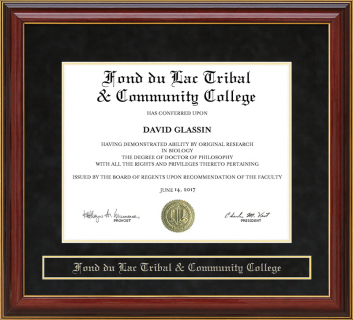 Fond du Lac Tribal
& Community College
HAS CONFERRED UPON
DAVID GLASSIN
HAVING DEMONSTRATED ABILITY BY ORIGINAL RESEARCH
IN BIOLOGY
THE DEGREE OF DOCTOR OF PHILOSOPHY
WITH ALL THE RIGHTS AND PRIVILEGES THERETO PERTAINING
ISSUED BY THE BOARD OF REGENTS UPON RECOMMENDATION OF THE FACULTY
JUNE 14, 2017
PROVOST
PRESIDENT
Fond du Lac Tribal & Community College